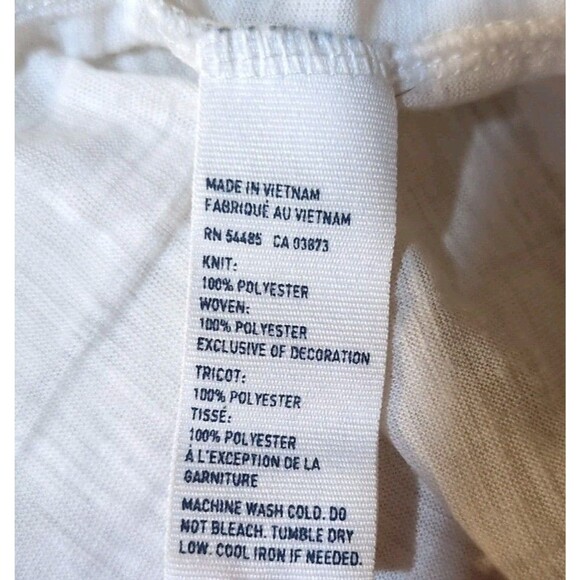 MADE IN VIETNAM
FABRIQUÉ AU VIETNAM
RN 54485 CA 03873
KNIT:
100% POLYESTER
WOVEN:
100% POLYESTER
EXCLUSIVE OF DECORATION
TRICOT:
100% POLYESTER
TISSÉ:
100% POLYESTER
À L'EXCEPTION DE LA
GARNITURE
MACHINE WASH COLD. DO
NOT BLEACH. TUMBLE DRY
LOW. COOL IRON IF NEEDED.